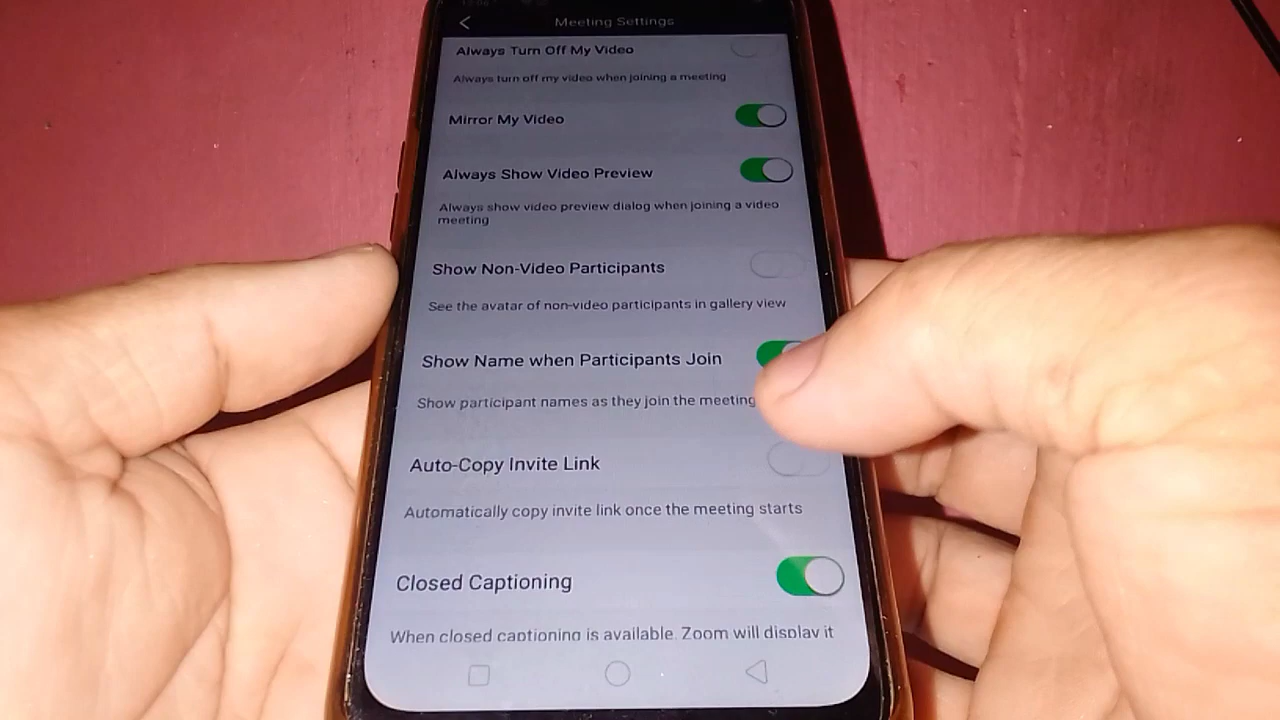 Meeting Settings
Always Turn Off My Video
Always turn off my video when joining a meeting
Mirror My Video
Always Show Video Preview
Always show video preview dialog when joining a video
meeting
Show Non-Video Participants
See the avatar of non-video participants in gallery view
Show Name when Participants Join
Show participant names as they join the meeting
Auto-Copy Invite Link
Automatically copy invite link once the meeting starts
Closed Captioning
When closed captioning is available, Zoom will display it